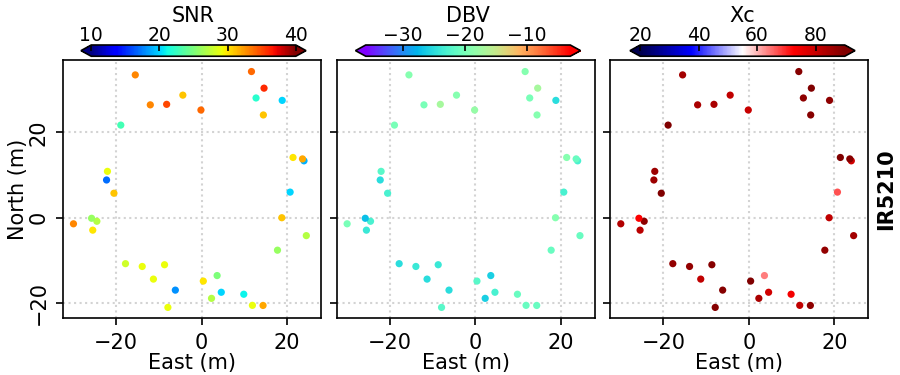 SNR DBV Xc
10 20 30 40 −30 −20 −10 20 40 60 80
North (m)
20
0
−20
IR5210
−20 0 20 −20 0 20 −20 0 20
East (m) East (m) East (m)